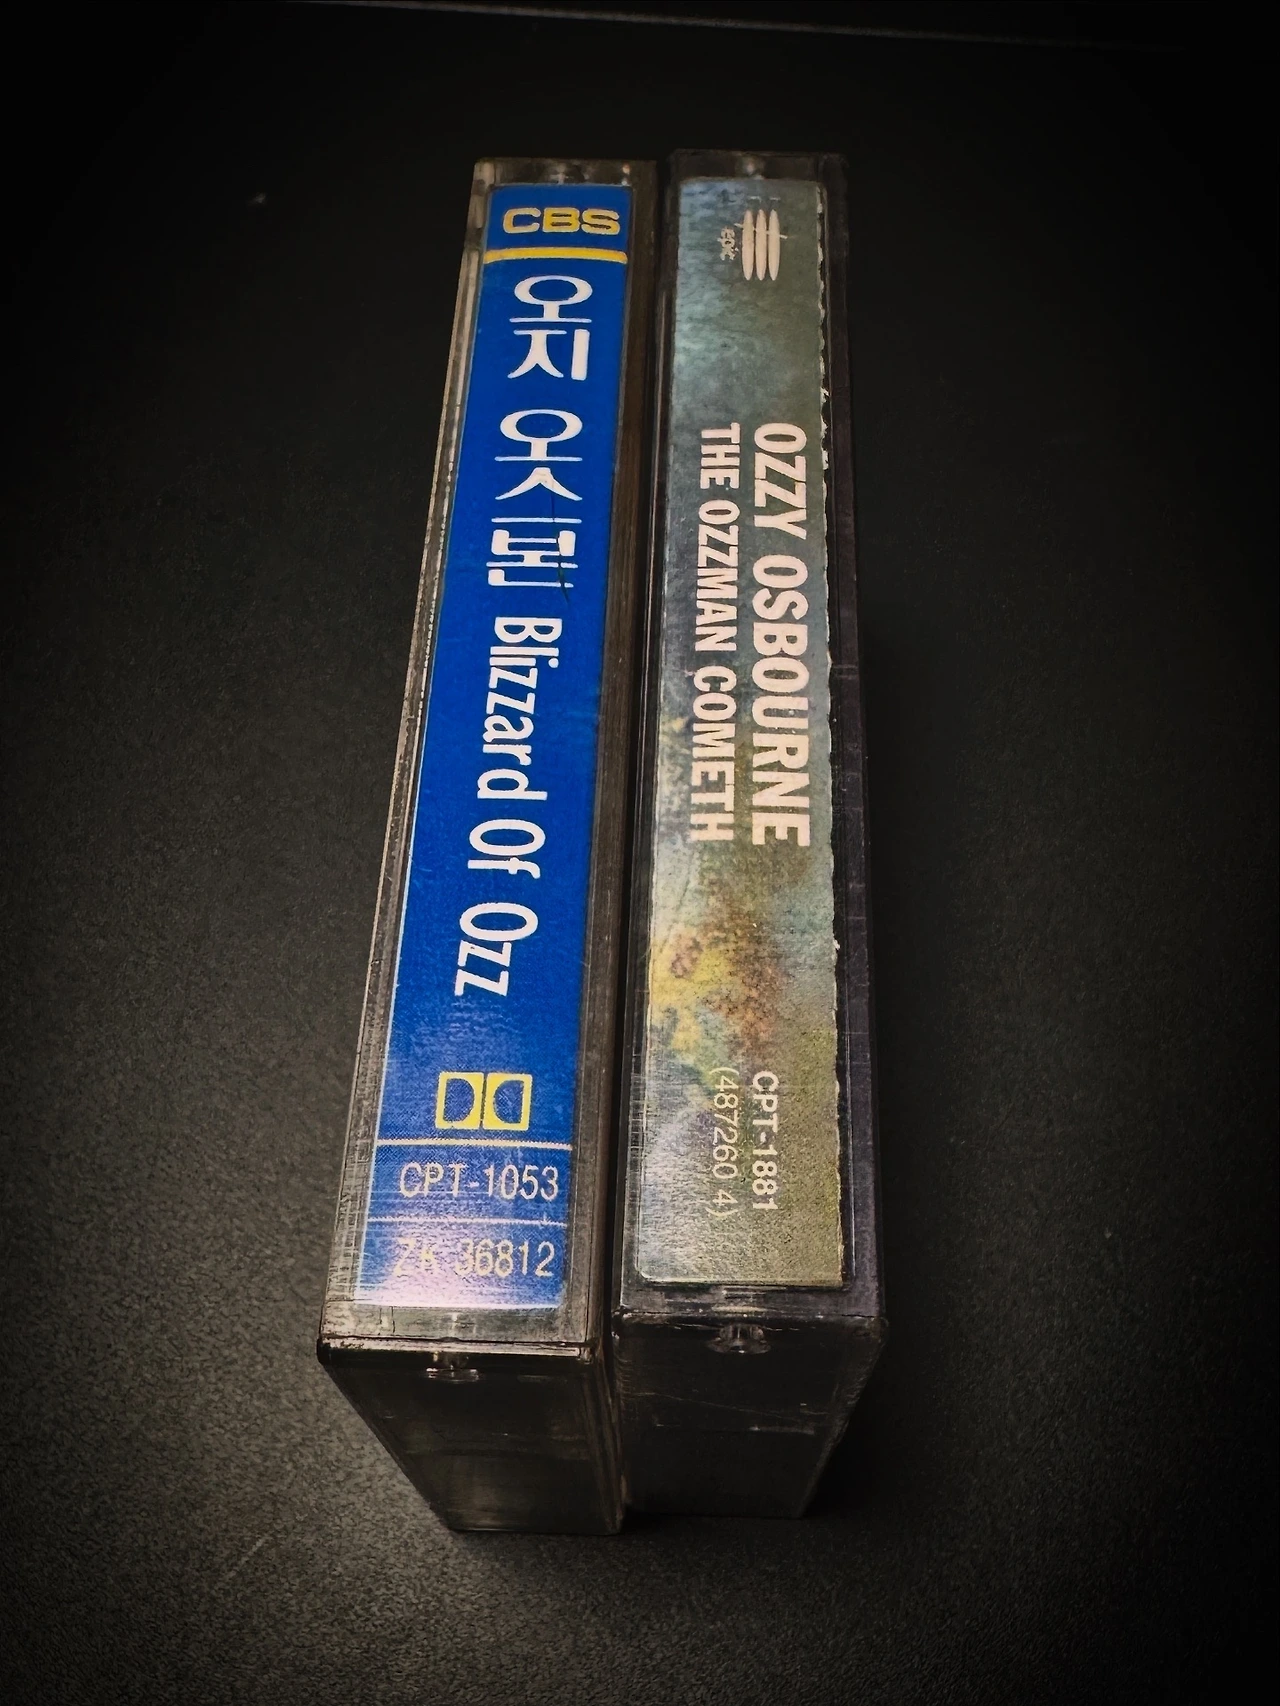 CBS
오지 오스본 Blizzard Of Ozz
CPT-1053
ZK 36812
epic
OZZY OSBOURNE
THE OZZMAN COMETH
CPT-1881
(487260 4)